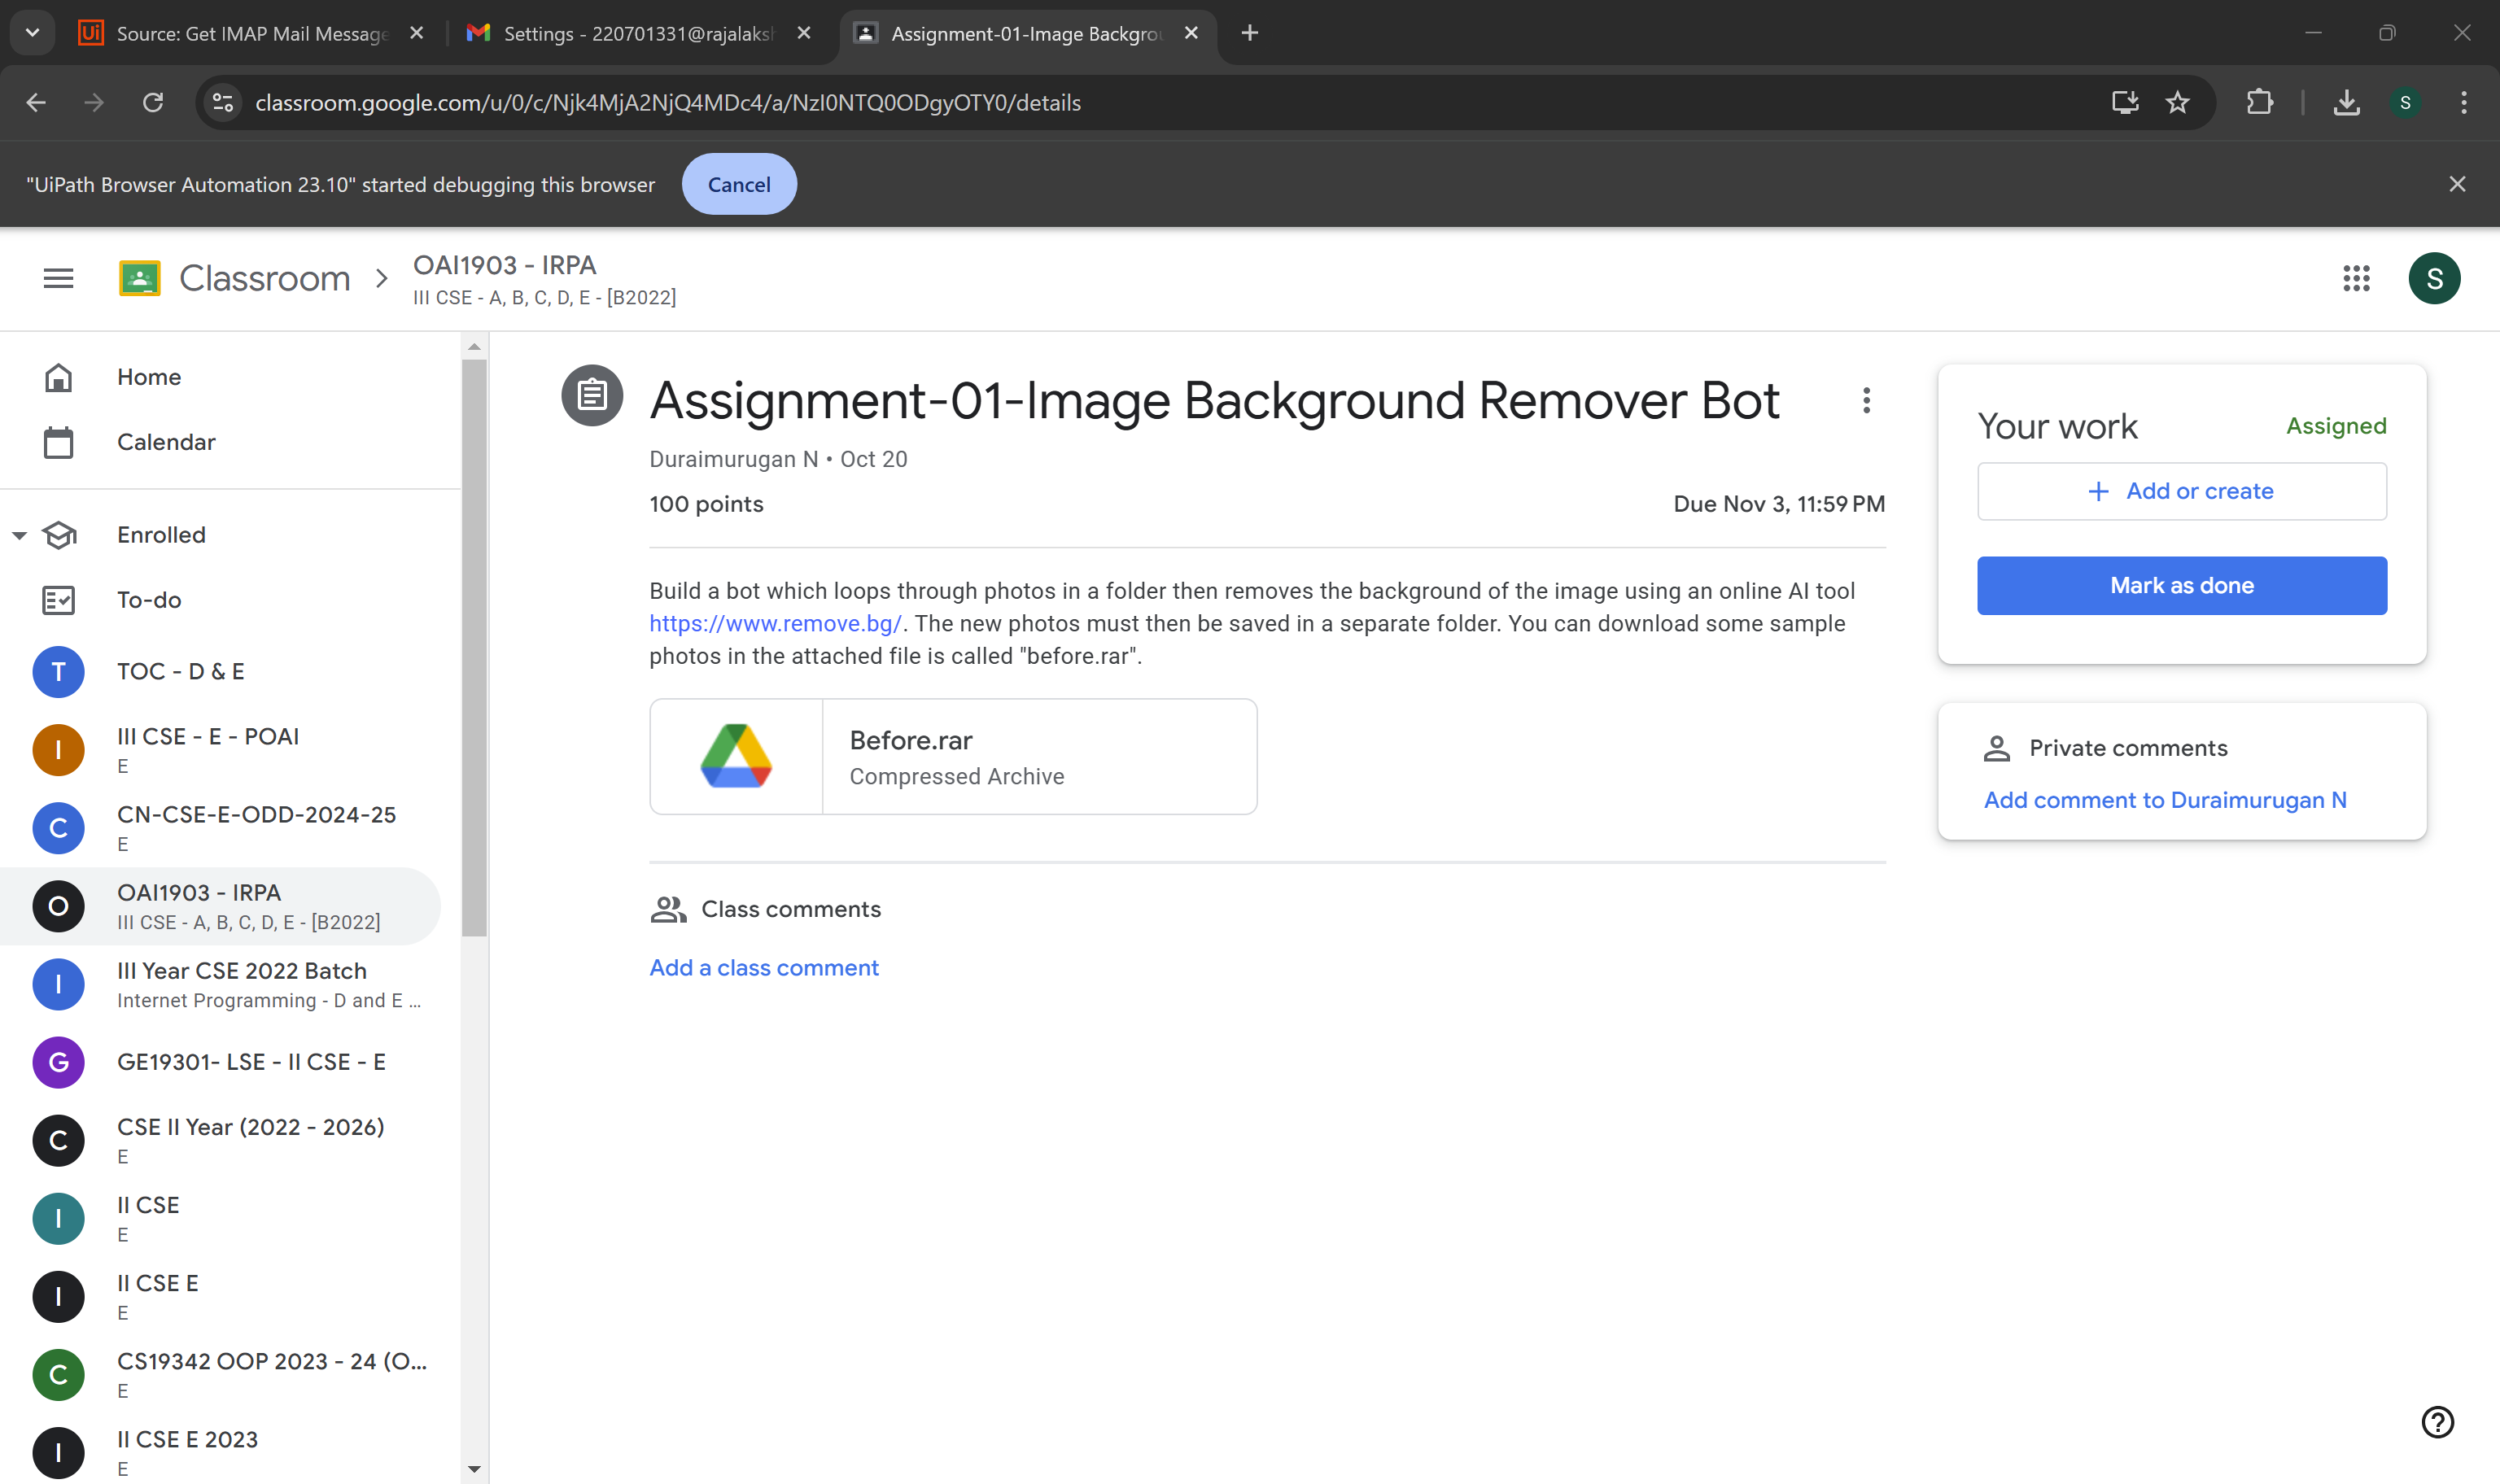 Source: Get IMAP Mail Message
Settings - 220701331@rajalaksh
Assignment-01-Image Backgrou
classroom.google.com/u/0/c/Njk4MjA2NjQ4MDc4/a/NzI0NTQ0ODgyOTY0/details
S
"UiPath Browser Automation 23.10" started debugging this browser
Cancel
Classroom
OAI1903 - IRPA
III CSE - A, B, C, D, E - [B2022]
S
Home
Calendar
Enrolled
To-do
T
TOC - D & E
I
III CSE - E - POAI
E
C
CN-CSE-E-ODD-2024-25
E
O
OAI1903 - IRPA
III CSE - A, B, C, D, E - [B2022]
I
III Year CSE 2022 Batch
Internet Programming - D and E ...
G
GE19301- LSE - II CSE - E
C
CSE II Year (2022 - 2026)
E
I
II CSE
E
I
II CSE E
E
C
CS19342 OOP 2023 - 24 (O...
E
I
II CSE E 2023
E
Assignment-01-Image Background Remover Bot
Duraimurugan N • Oct 20
100 points
Due Nov 3, 11:59 PM
Build a bot which loops through photos in a folder then removes the background of the image using an online AI tool
https://www.remove.bg/. The new photos must then be saved in a separate folder. You can download some sample
photos in the attached file is called "before.rar".
Before.rar
Compressed Archive
Class comments
Add a class comment
Your work
Assigned
+ Add or create
Mark as done
Private comments
Add comment to Duraimurugan N